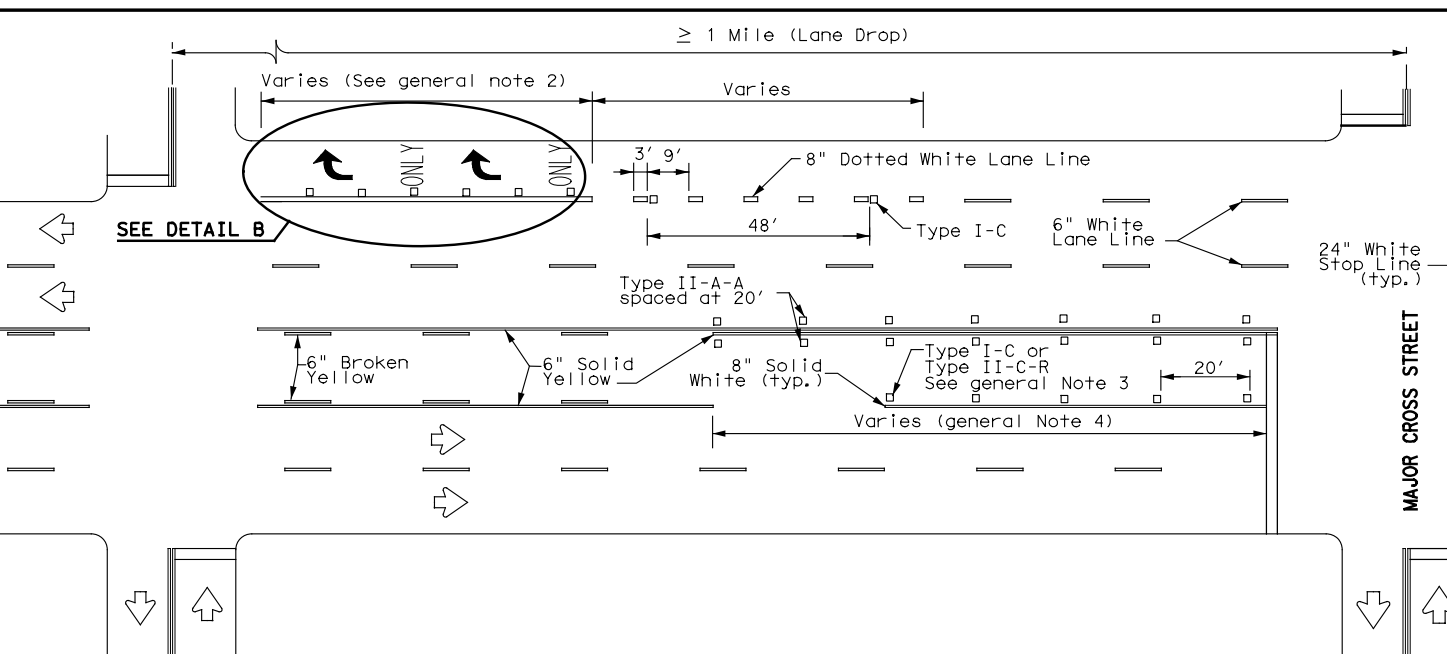 ≥ 1 Mile (Lane Drop)
Varies (See general note 2)
Varies
ONLY
ONLY
3'
9'
8" Dotted White Lane Line
SEE DETAIL B
48'
Type I-C
6" White
Lane Line
24" White
Stop Line
(typ.)
Type II-A-A
spaced at 20'
6" Broken
Yellow
6" Solid
Yellow
8" Solid
White (typ.)
Type I-C or
Type II-C-R
See general Note 3
20'
Varies (general Note 4)
MAJOR CROSS STREET